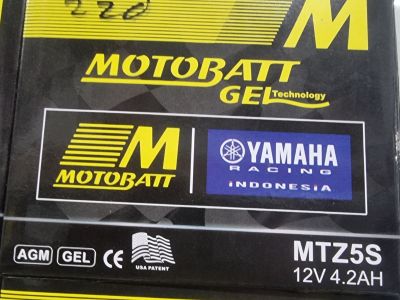 220
M
MOTOBATT
GEL Technology
M
MOTOBATT
YAMAHA
RACING
INDONESIA
AGM GEL CE USA PATENT
MTZ5S
12V 4.2AH